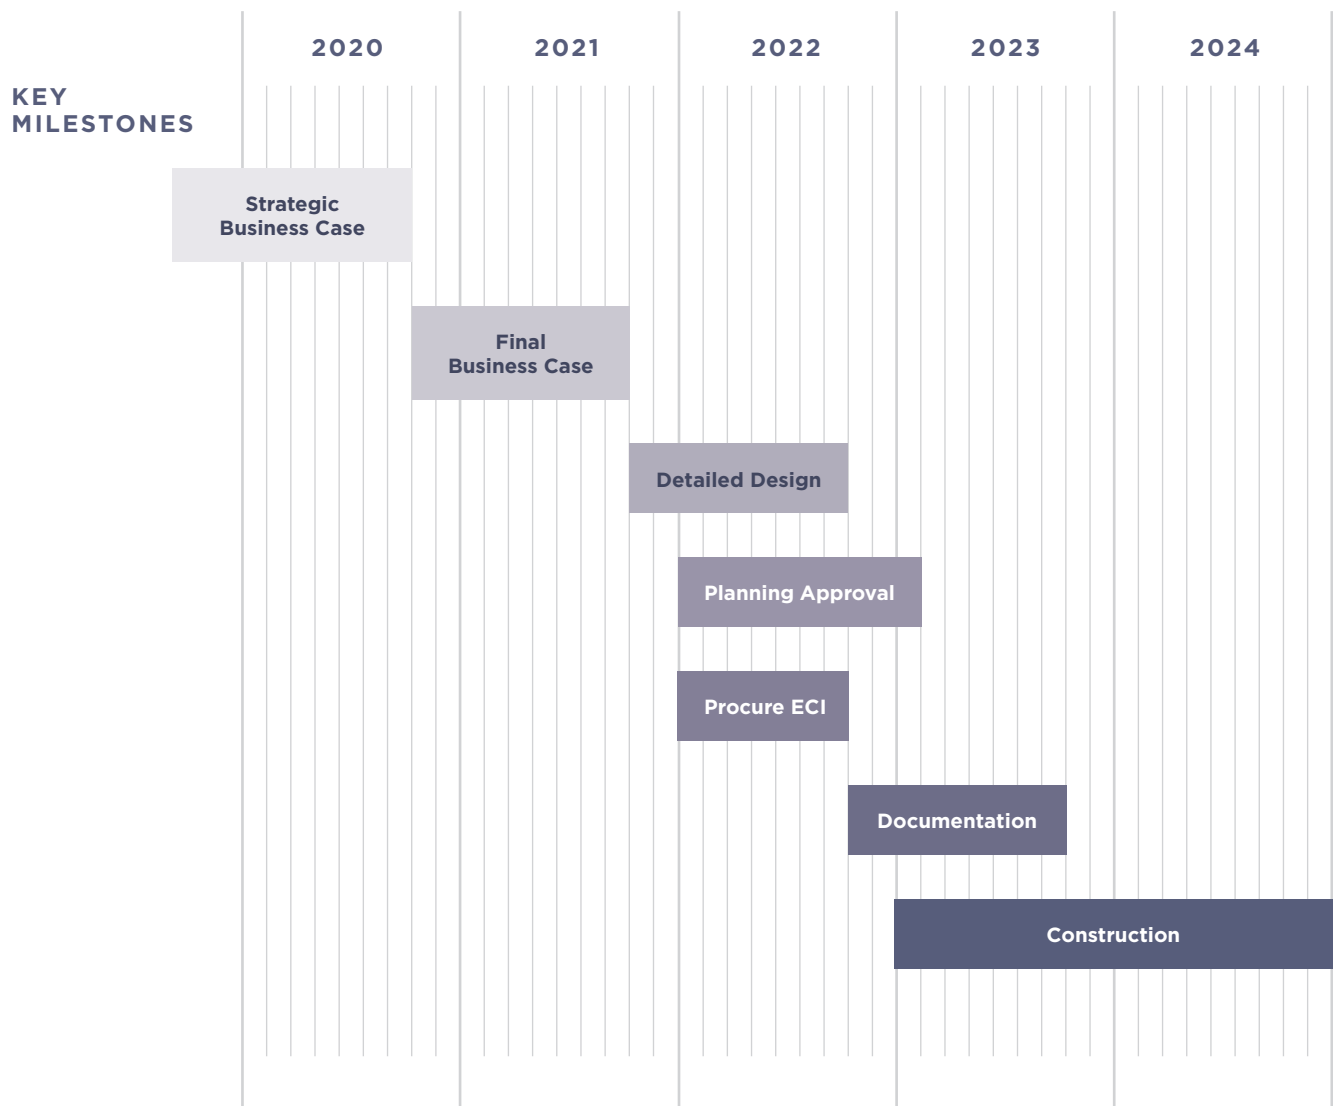 2020 2021 2022 2023 2024
KEY
MILESTONES
Strategic
Business Case
Final
Business Case
Detailed Design
Planning Approval
Procure ECI
Documentation
Construction